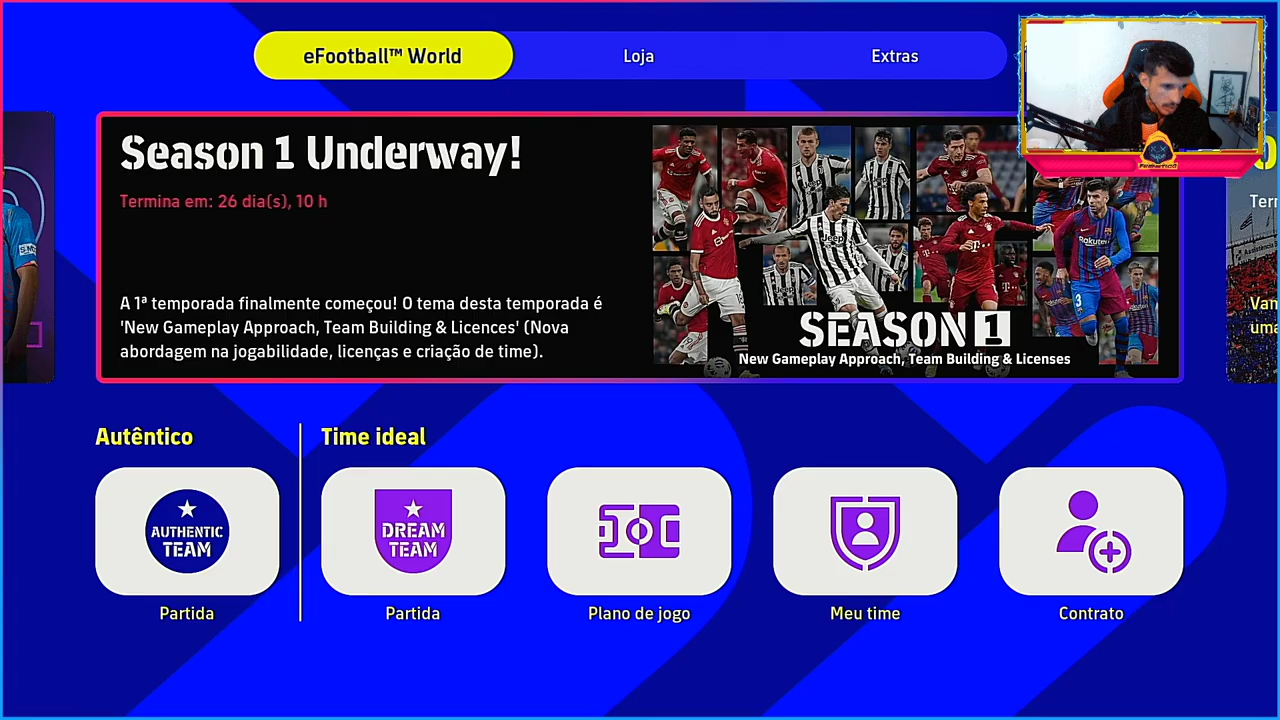 eFootball™ World
Loja
Extras
Season 1 Underway!
Termina em: 26 dia(s), 10 h
A 1ª temporada finalmente começou! O tema desta temporada é
'New Gameplay Approach, Team Building & Licences' (Nova
abordagem na jogabilidade, licenças e criação de time).
SEASON 1
New Gameplay Approach, Team Building & Licenses
Autêntico
Time ideal
AUTHENTIC
TEAM
DREAM
TEAM
Partida
Partida
Plano de jogo
Meu time
Contrato